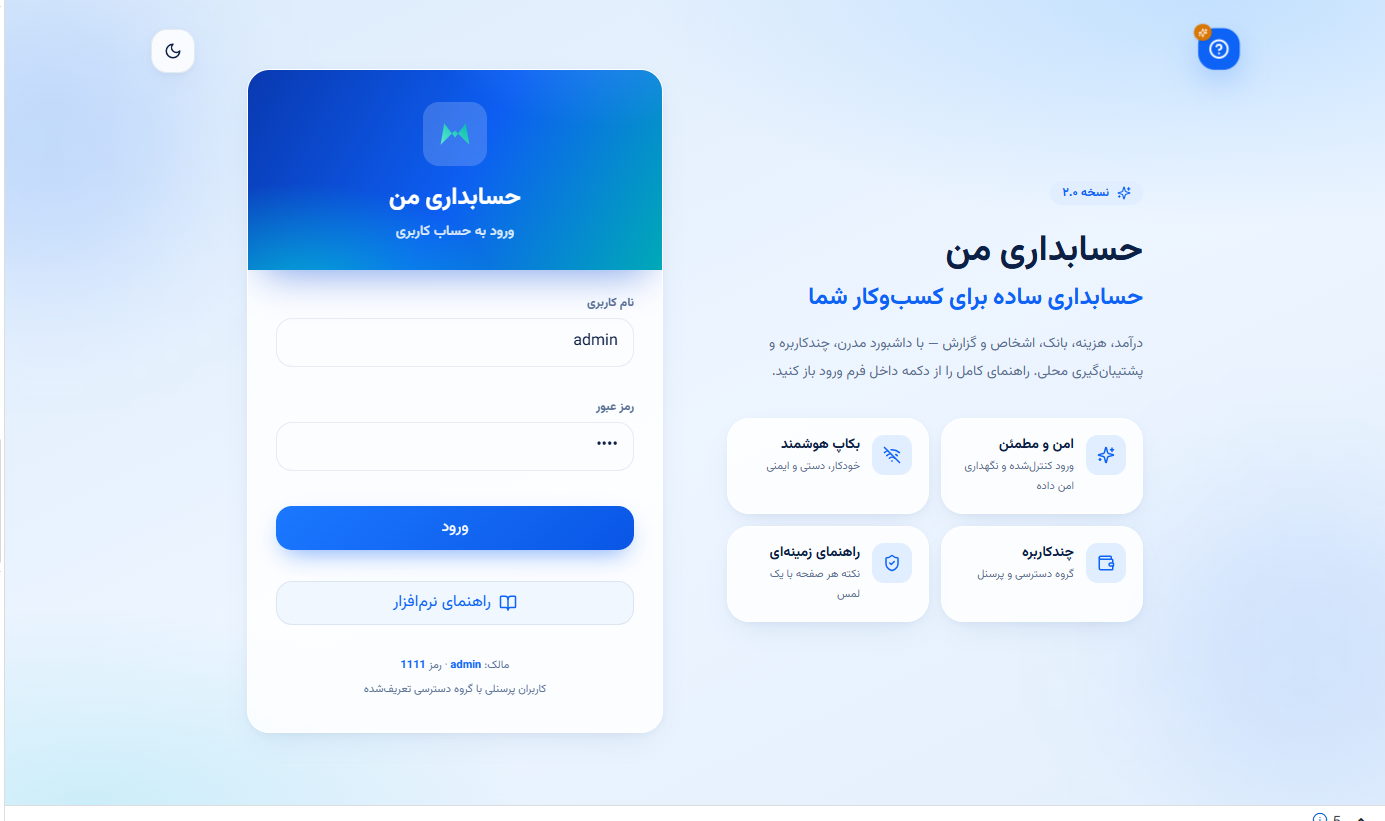 نسخه ۲.۰
حسابداری من
حسابداری ساده برای کسب‌وکار شما
درآمد، هزینه، بانک، اشخاص و گزارش — با داشبورد مدرن، چندکاربره و
پشتیبان‌گیری محلی. راهنمای کامل را از دکمه داخل فرم ورود باز کنید.
امن و مطمئن
ورود کنترل‌شده و نگهداری
امن داده
بکاپ هوشمند
خودکار، دستی و ایمنی
چندکاربره
گروه دسترسی و پرسنل
راهنمای زمینه‌ای
نکته هر صفحه با یک
لمس
حسابداری من
ورود به حساب کاربری
نام کاربری
admin
رمز عبور
••••
ورود
راهنمای نرم‌افزار
مالک: admin · رمز 1111
کاربران پرسنلی با گروه دسترسی تعریف‌شده
5